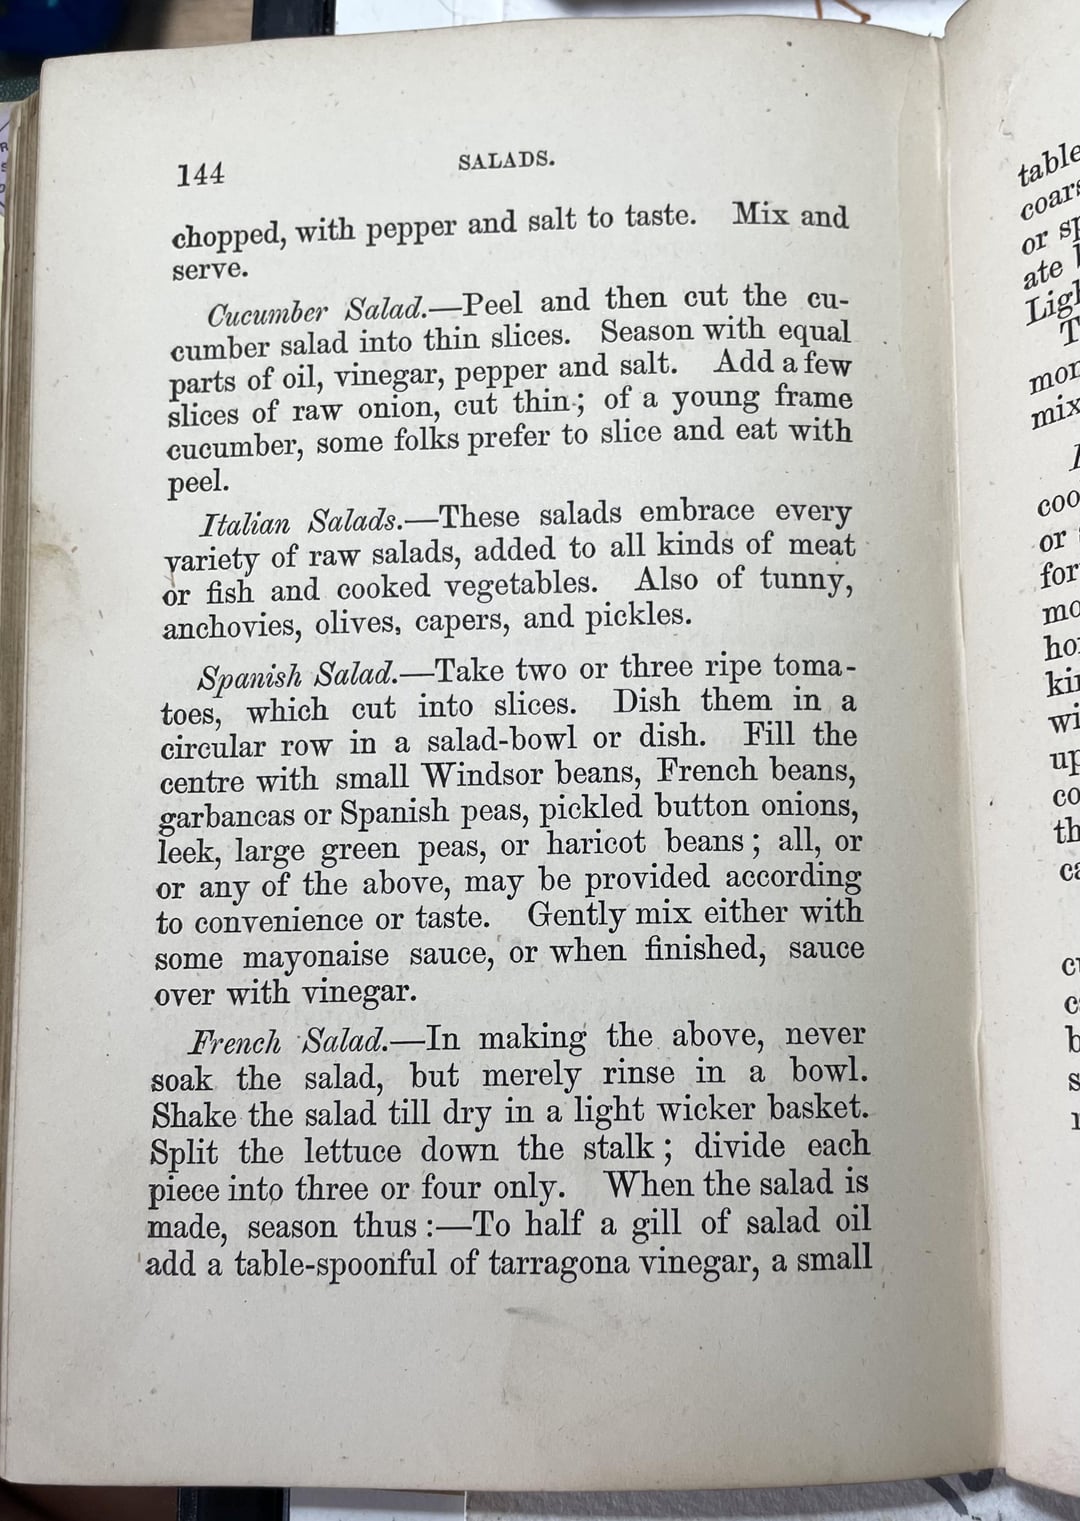 144
SALADS.
chopped, with pepper and salt to taste. Mix and
serve.
Cucumber Salad.—Peel and then cut the cu-
cumber salad into thin slices. Season with equal
parts of oil, vinegar, pepper and salt. Add a few
slices of raw onion, cut thin; of a young frame
cucumber, some folks prefer to slice and eat with
peel.
Italian Salads.—These salads embrace every
variety of raw salads, added to all kinds of meat
or fish and cooked vegetables. Also of tunny,
anchovies, olives, capers, and pickles.
Spanish Salad.—Take two or three ripe toma-
toes, which cut into slices. Dish them in a
circular row in a salad-bowl or dish. Fill the
centre with small Windsor beans, French beans,
garbancas or Spanish peas, pickled button onions,
leek, large green peas, or haricot beans; all, or
or any of the above, may be provided according
to convenience or taste. Gently mix either with
some mayonaise sauce, or when finished, sauce
over with vinegar.
French Salad.—In making the above, never
soak the salad, but merely rinse in a bowl.
Shake the salad till dry in a light wicker basket.
Split the lettuce down the stalk; divide each
piece into three or four only. When the salad is
made, season thus:—To half a gill of salad oil
add a table-spoonful of tarragona vinegar, a small
table
or
ate
mix
or